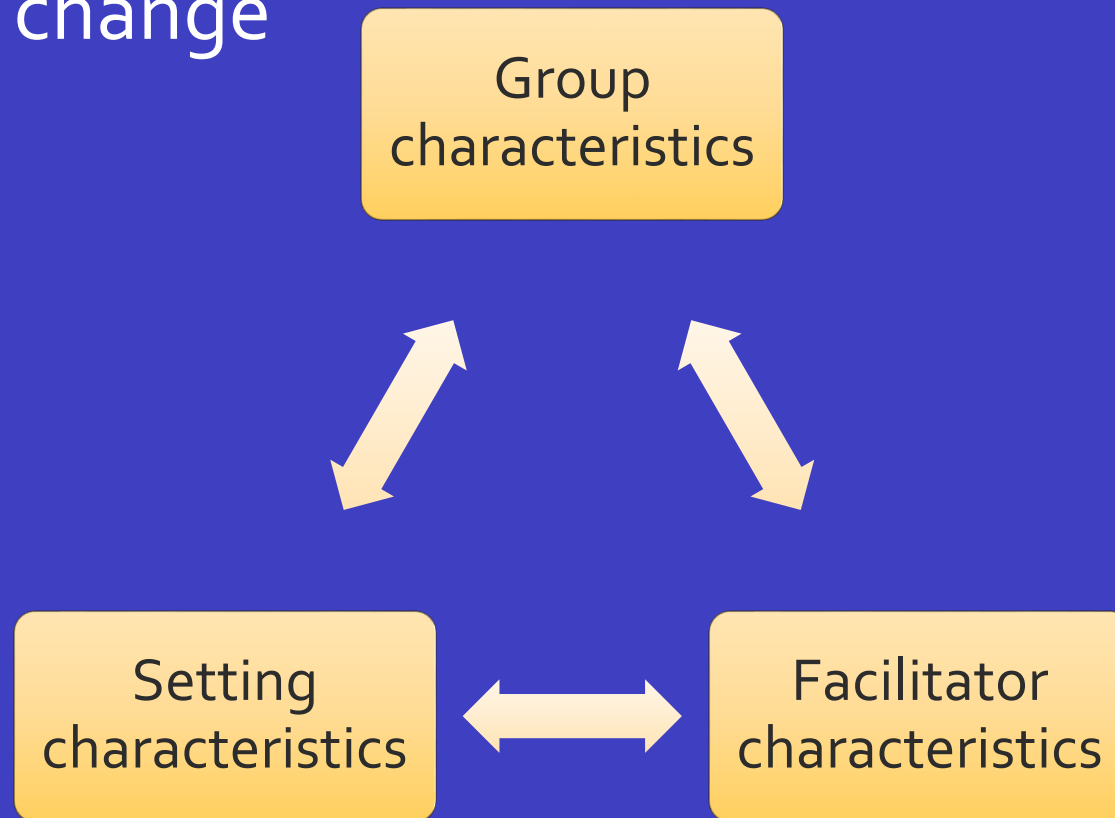 change
Group
characteristics
Setting
characteristics
Facilitator
characteristics